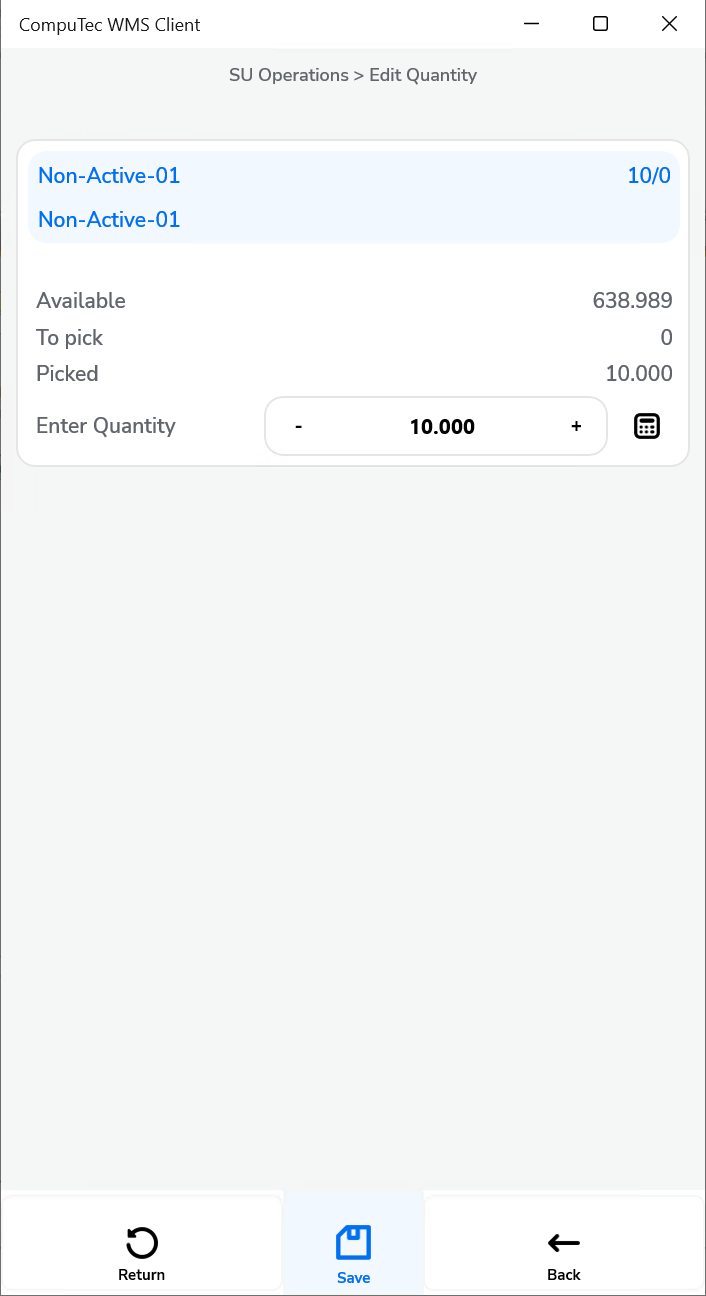 CompuTec WMS Client
SU Operations > Edit Quantity
Non-Active-01 10/0
Non-Active-01
Available 638.989
To pick 0
Picked 10.000
Enter Quantity - 10.000 +
Return Save Back